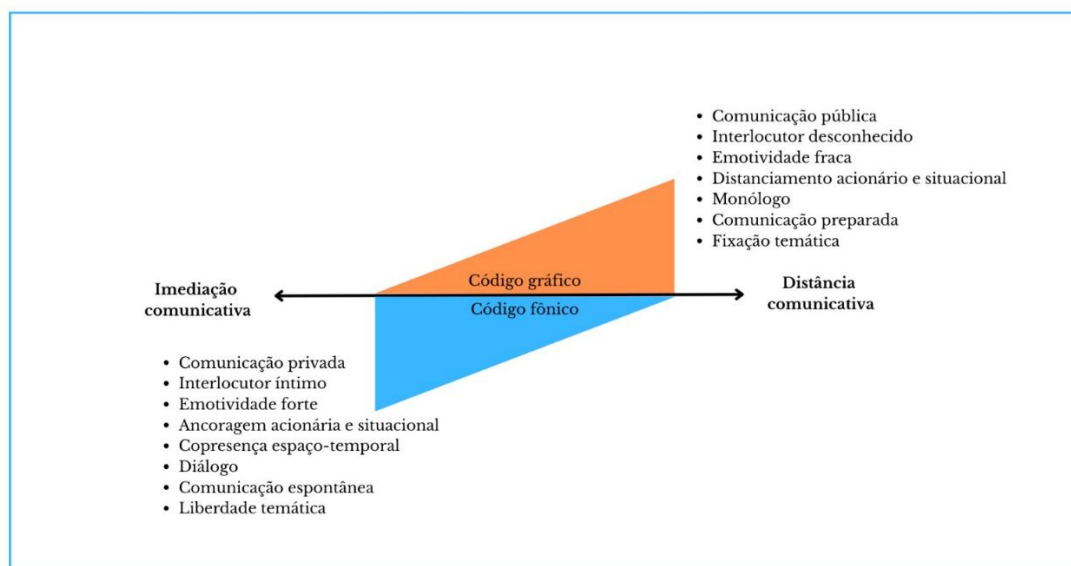 • Comunicação pública
• Interlocutor desconhecido
• Emotividade fraca
• Distanciamento acionário e situacional
• Monólogo
• Comunicação preparada
• Fixação temática
Imediação
comunicativa
Código gráfico
Código fônico
Distância
comunicativa
• Comunicação privada
• Interlocutor íntimo
• Emotividade forte
• Ancoragem acionária e situacional
• Copresença espaço-temporal
• Diálogo
• Comunicação espontânea
• Liberdade temática